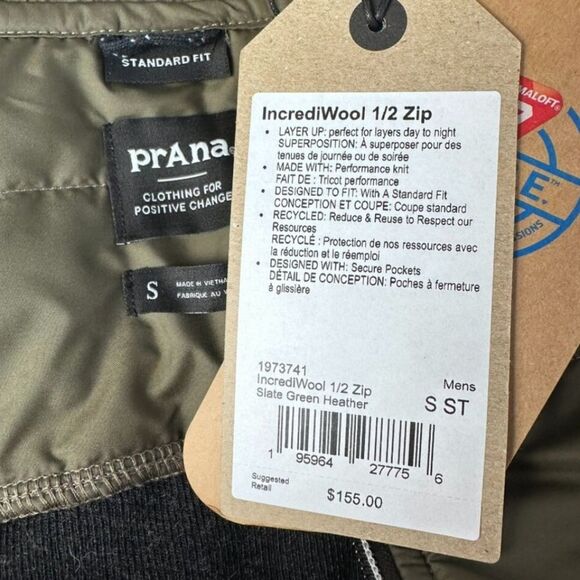 STANDARD FIT
prAna
CLOTHING FOR
POSITIVE CHANGE
S
MADE IN
FABRIQUE AU
IncrediWool 1/2 Zip
• LAYER UP: perfect for layers day to night
SUPERPOSITION: À superposer pour des
tenues de journée ou de soirée
• MADE WITH: Performance knit
FAIT DE : Tricot performance
• DESIGNED TO FIT: With A Standard Fit
CONCEPTION ET COUPE: Coupe standard
• RECYCLED: Reduce & Reuse to Respect our
Resources
RECYCLÉ : Protection de nos ressources avec
la réduction et le réemploi
• DESIGNED WITH: Secure Pockets
DÉTAIL DE CONCEPTION: Poches à fermeture
à glissière
1973741
IncrediWool 1/2 Zip
Slate Green Heather
Mens
S ST
1 95964 27775 6
Suggested
Retail
$155.00